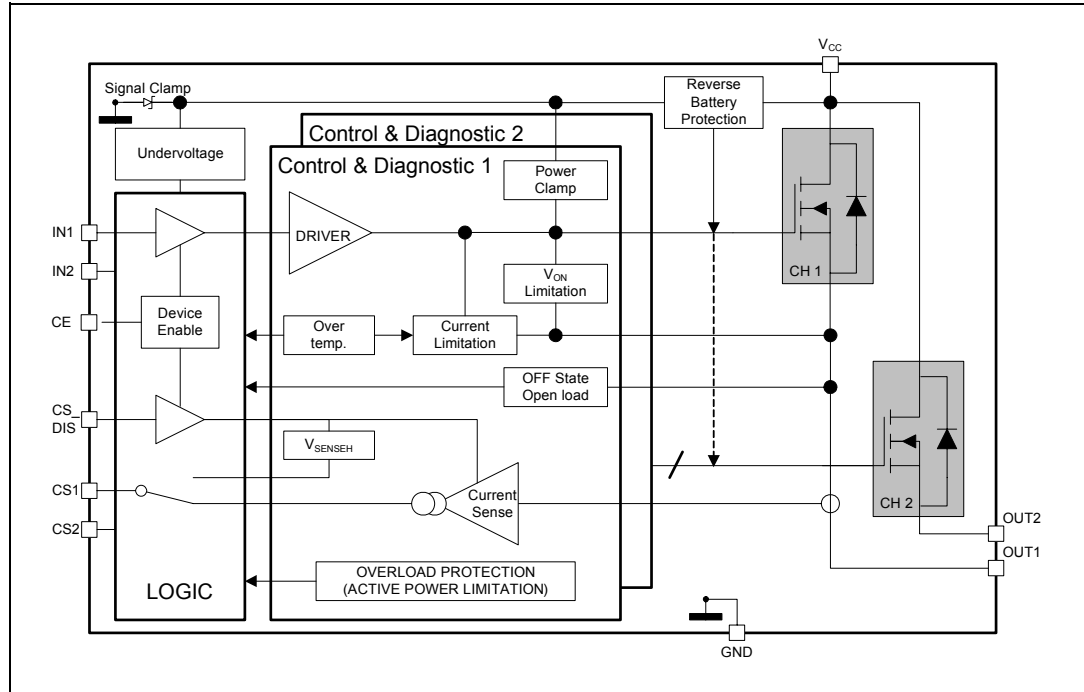 VCC
Signal Clamp
Reverse
Battery
Protection
Control & Diagnostic 2
Undervoltage
Control & Diagnostic 1
Power
Clamp
IN1
DRIVER
IN2
VON
Limitation
CH 1
CE
Device
Enable
Over
temp.
Current
Limitation
OFF State
Open load
CS_
DIS
VSENSEH
CS1
Current
Sense
CH 2
CS2
OUT2
OUT1
OVERLOAD PROTECTION
(ACTIVE POWER LIMITATION)
LOGIC
GND